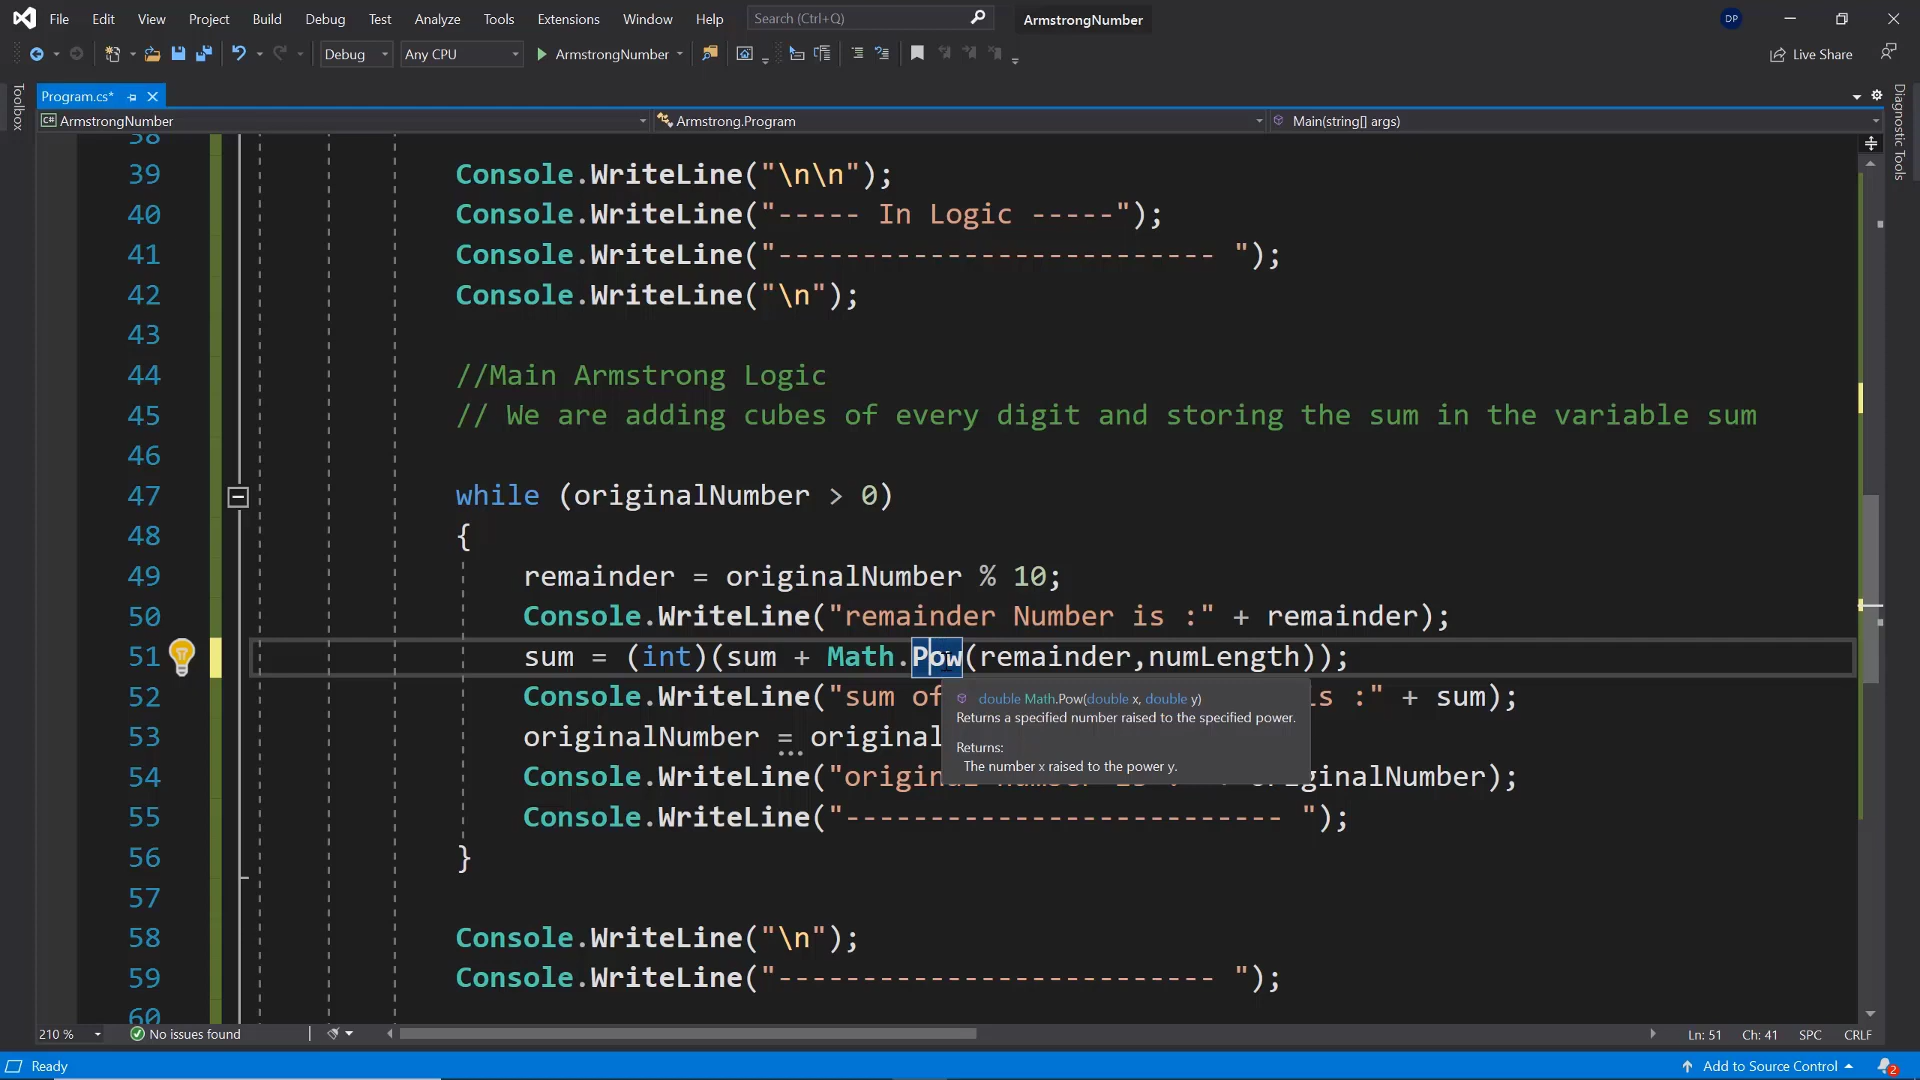 File Edit View Project Build Debug Test Analyze Tools Extensions Window Help Search (Ctrl+Q) ArmstrongNumber DP
Debug Any CPU ArmstrongNumber Live Share
Toolbox
Program.cs*
Diagnostic Tools
C# ArmstrongNumber Armstrong.Program Main(string[] args)
38
39 Console.WriteLine("\n\n");
40 Console.WriteLine("----- In Logic -----");
41 Console.WriteLine("-------------------------- ");
42 Console.WriteLine("\n");
43
44 //Main Armstrong Logic
45 // We are adding cubes of every digit and storing the sum in the variable sum
46
47 while (originalNumber > 0)
48 {
49 remainder = originalNumber % 10;
50 Console.WriteLine("remainder Number is :" + remainder);
51 sum = (int)(sum + Math.Pow(remainder,numLength));
52 Console.WriteLine("sum of s :" + sum);
double Math.Pow(double x, double y)
Returns a specified number raised to the specified power.
Returns:
The number x raised to the power y.
53 originalNumber = original
54 Console.WriteLine("origin ginalNumber);
55 Console.WriteLine("-------------------------- ");
56 }
57
58 Console.WriteLine("\n");
59 Console.WriteLine("-------------------------- ");
60
210 % No issues found Ln: 51 Ch: 41 SPC CRLF
Ready Add to Source Control 2